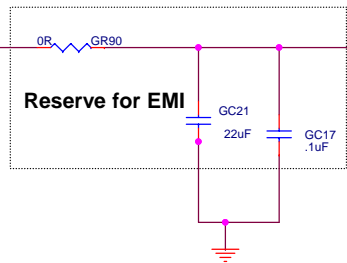 0R GR90
Reserve for EMI
GC21
22uF
GC17
.1uF